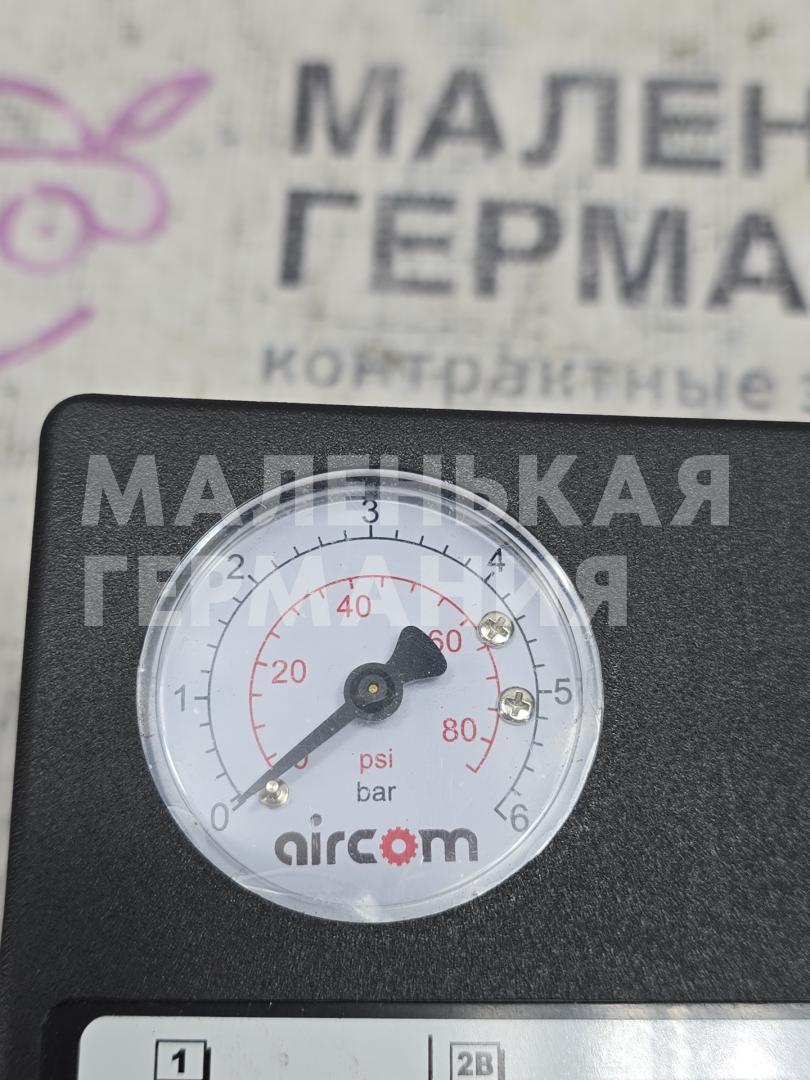 МАЛЕН
ГЕРМА
контрактные з
МАЛЕНЬКАЯ
ГЕРМАНИЯ
3
2
4
40
60
20
1
5
80
0
psi
bar
0
6
aircom
1
2B